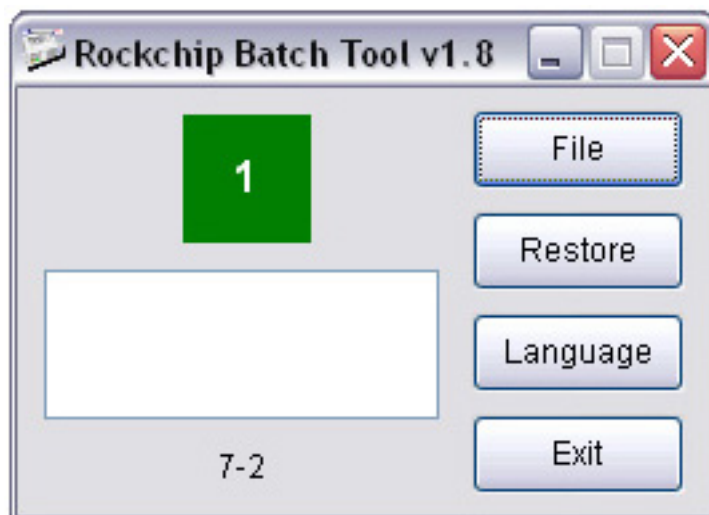 Rockchip Batch Tool v1.8
1
File
Restore
Language
7-2
Exit